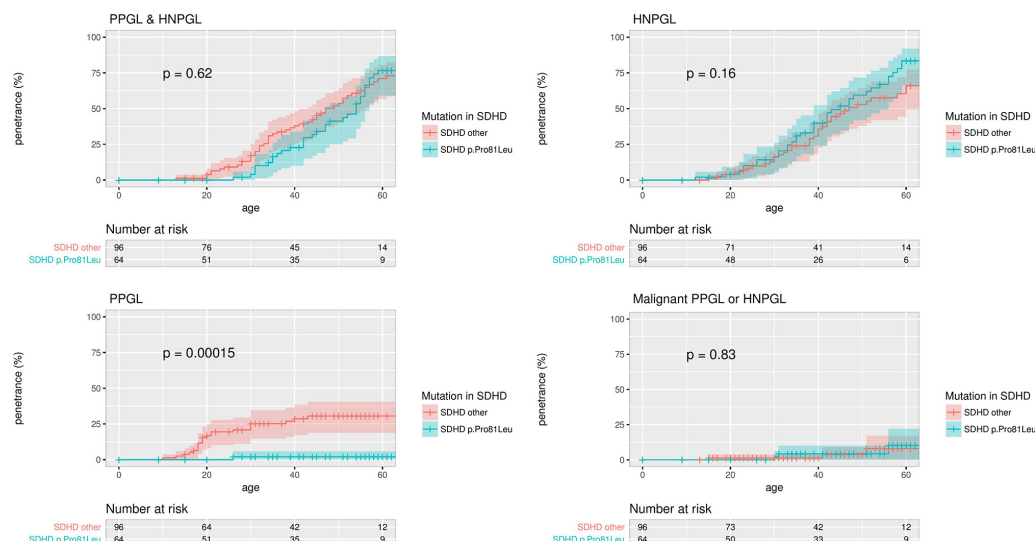 PPGL & HNPGL
penetrance (%)
100
75
50
25
0
p = 0.62
0 20 40 60
age
Mutation in SDHD
SDHD other
SDHD p.Pro81Leu
Number at risk
SDHD other 96 76 45 14
SDHD p.Pro81Leu 64 51 35 9
HNPGL
penetrance (%)
100
75
50
25
0
p = 0.16
0 20 40 60
age
Mutation in SDHD
SDHD other
SDHD p.Pro81Leu
Number at risk
SDHD other 96 71 41 14
SDHD p.Pro81Leu 64 48 26 6
PPGL
penetrance (%)
100
75
50
25
0
p = 0.00015
0 20 40 60
age
Mutation in SDHD
SDHD other
SDHD p.Pro81Leu
Number at risk
SDHD other 96 64 42 12
SDHD p.Pro81Leu 64 51 35 9
Malignant PPGL or HNPGL
penetrance (%)
100
75
50
25
0
p = 0.83
0 20 40 60
age
Mutation in SDHD
SDHD other
SDHD p.Pro81Leu
Number at risk
SDHD other 96 73 42 12
SDHD p.Pro81Leu 64 50 33 9